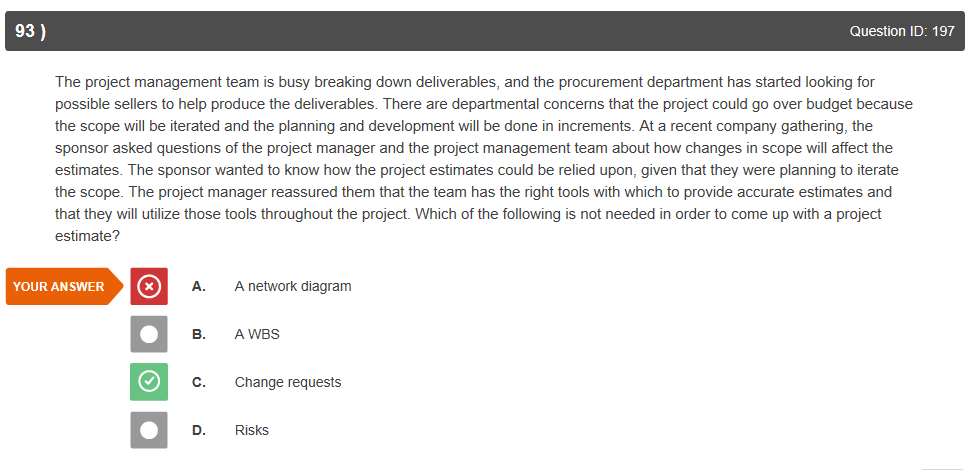 93 )
Question ID: 197
The project management team is busy breaking down deliverables, and the procurement department has started looking for
possible sellers to help produce the deliverables. There are departmental concerns that the project could go over budget because
the scope will be iterated and the planning and development will be done in increments. At a recent company gathering, the
sponsor asked questions of the project manager and the project management team about how changes in scope will affect the
estimates. The sponsor wanted to know how the project estimates could be relied upon, given that they were planning to iterate
the scope. The project manager reassured them that the team has the right tools with which to provide accurate estimates and
that they will utilize those tools throughout the project. Which of the following is not needed in order to come up with a project
estimate?
YOUR ANSWER
A. A network diagram
B. A WBS
C. Change requests
D. Risks